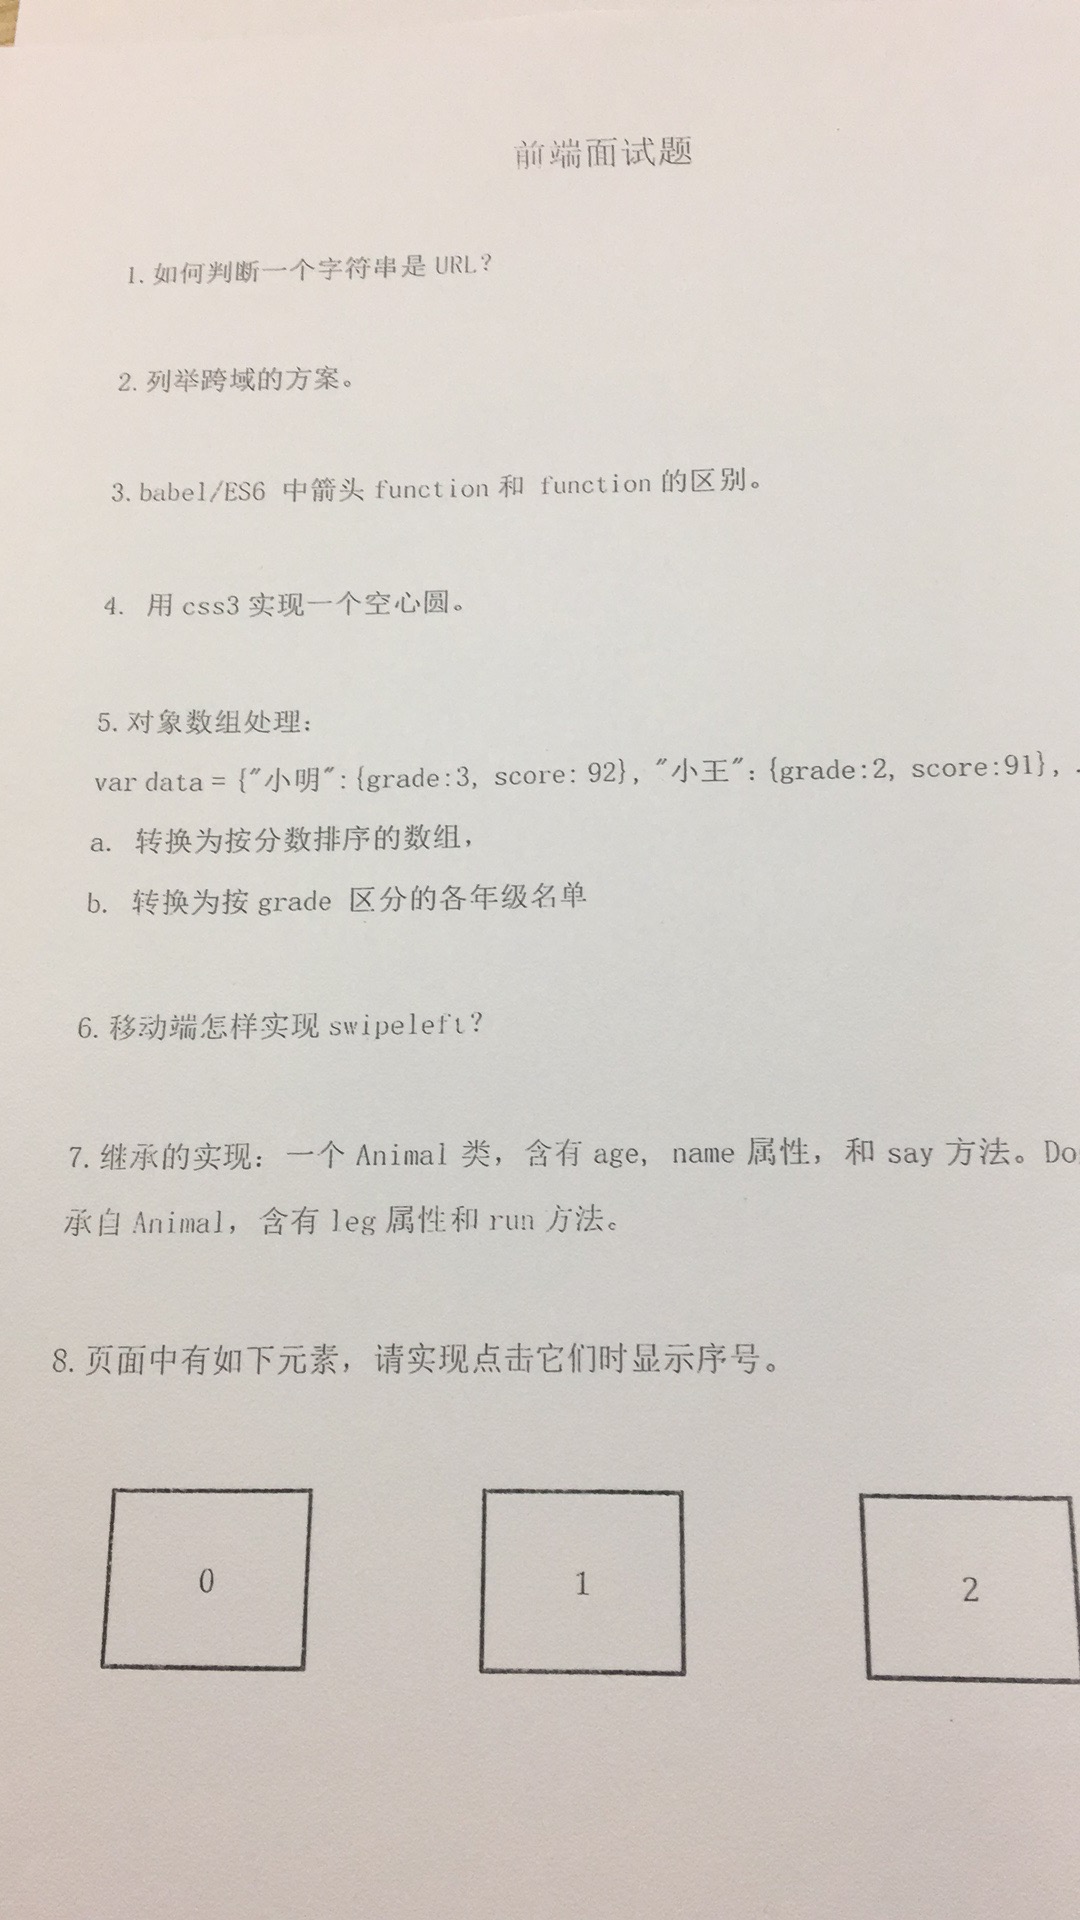 前端面试题
1.如何判断一个字符串是 URL?
2.列举跨域的方案。
3.babel/ES6 中箭头 function 和 function 的区别。
4. 用 css3 实现一个空心圆。
5.对象数组处理:
var data = {"小明":{grade:3, score: 92}, "小王": {grade:2, score:91}, .
a. 转换为按分数排序的数组,
b. 转换为按 grade 区分的各年级名单
6.移动端怎样实现 swipeleft?
7.继承的实现: 一个 Animal 类, 含有 age, name 属性, 和 say 方法。Do
承自 Animal, 含有 leg 属性和 run 方法。
8.页面中有如下元素, 请实现点击它们时显示序号。
0 1 2